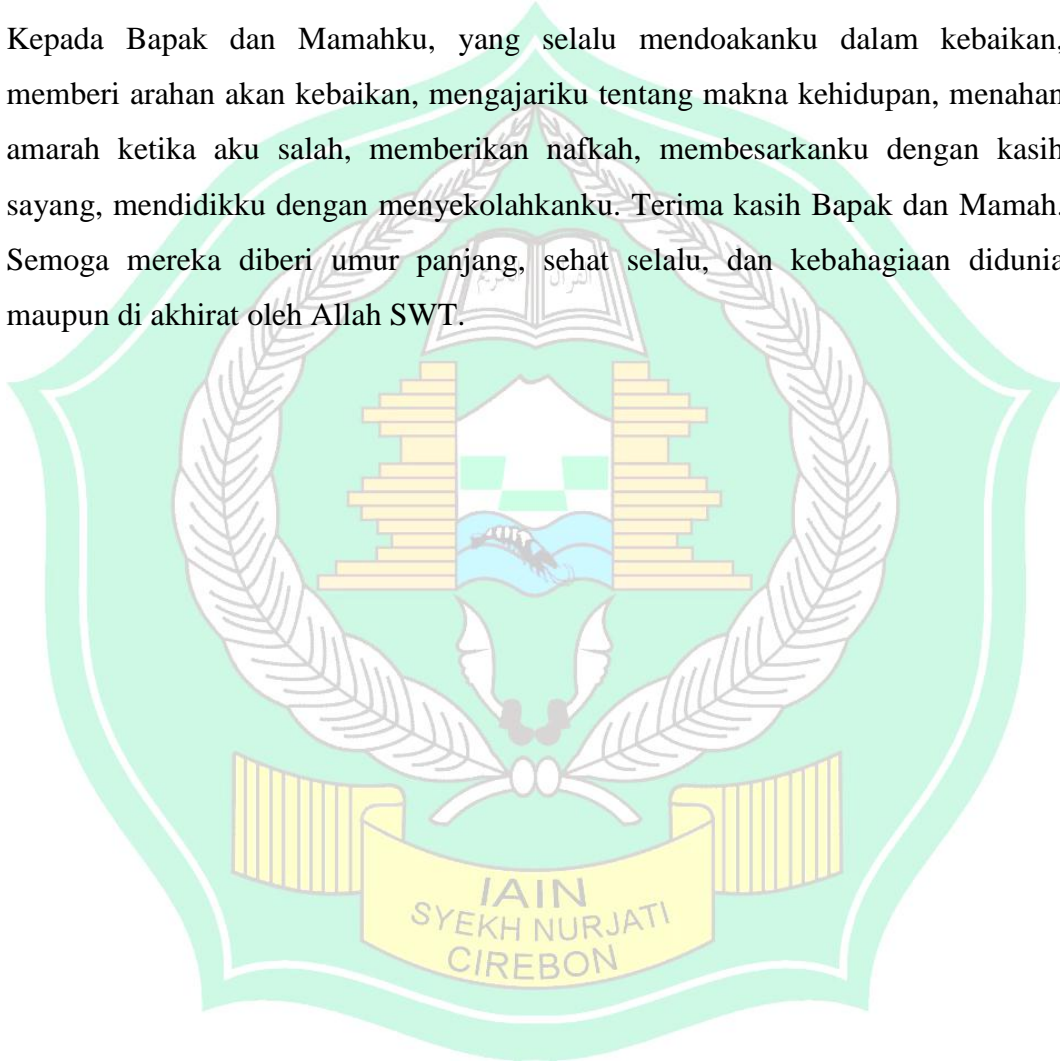 Kepada Bapak dan Mamahku, yang selalu mendoakanku dalam kebaikan,
memberi arahan akan kebaikan, mengajariku tentang makna kehidupan, menahan
amarah ketika aku salah, memberikan nafkah, membesarkanku dengan kasih
sayang, mendidikku dengan menyekolahkanku. Terima kasih Bapak dan Mamah.
Semoga mereka diberi umur panjang, sehat selalu, dan kebahagiaan didunia
maupun di akhirat oleh Allah SWT.
القرآن الكريم
IAIN
SYEKH NURJATI
CIREBON